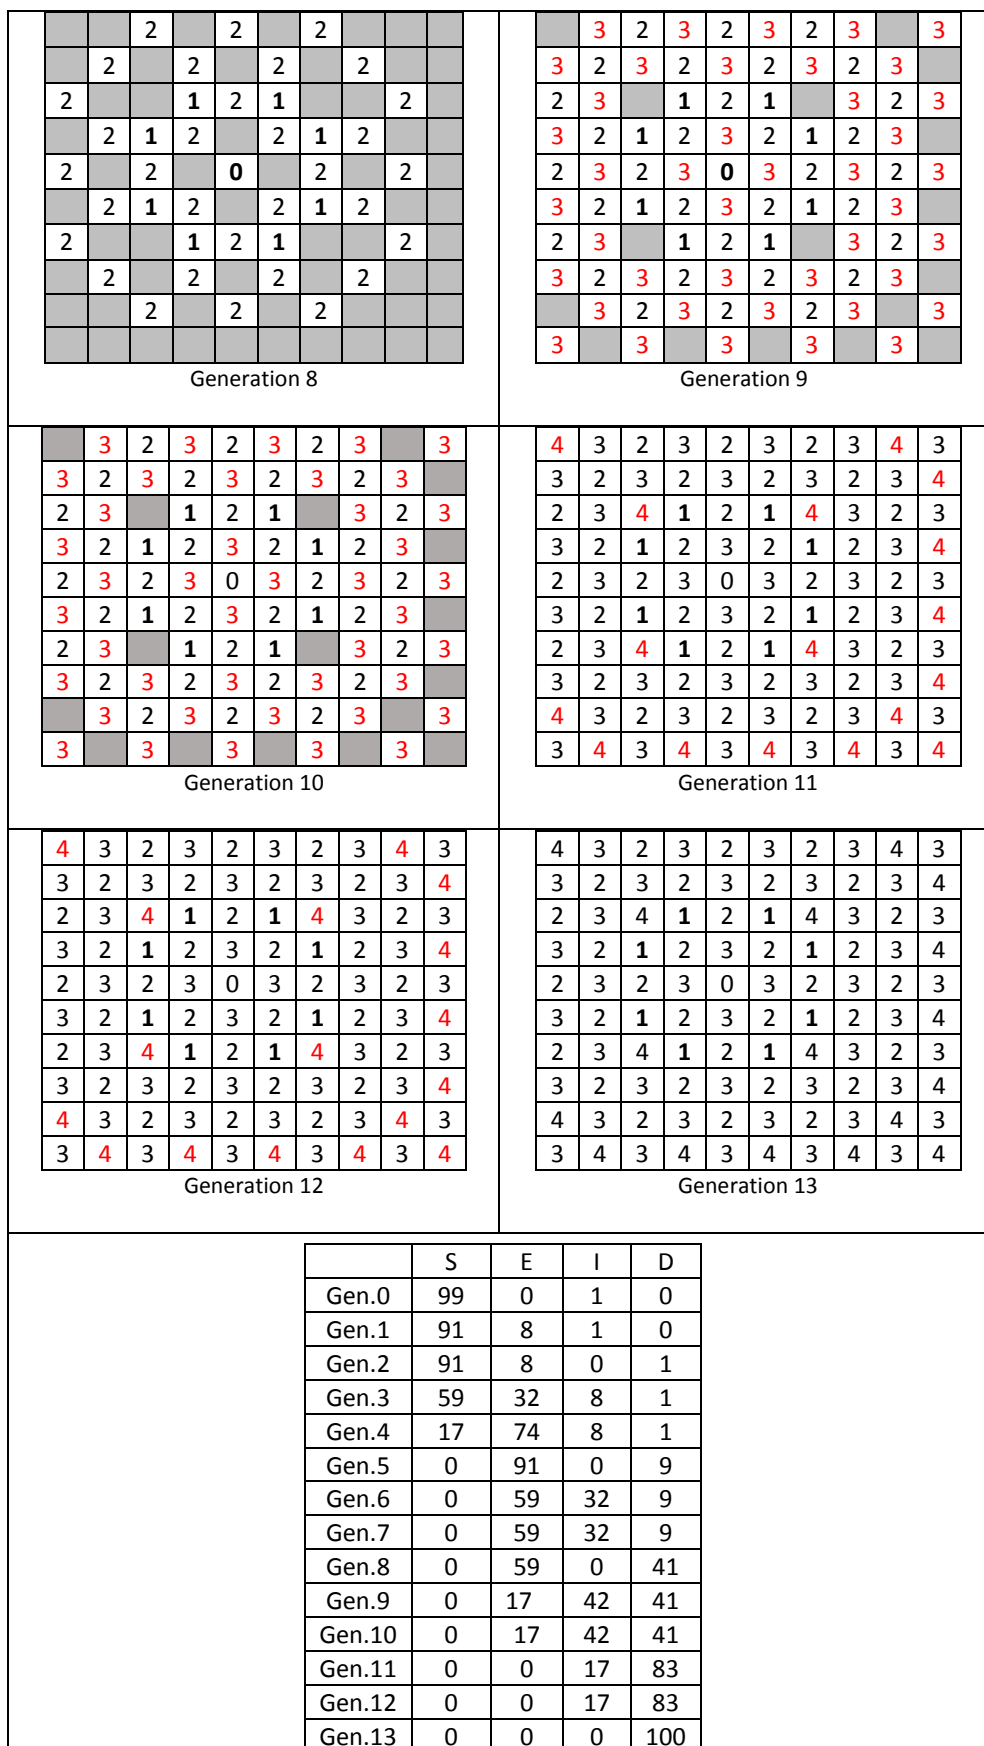 2 2 2
2 2 2 2
2 1 2 1 2
2 1 2 2 1 2
2 2 0 2 2
2 1 2 2 1 2
2 1 2 1 2
2 2 2 2
2 2 2
Generation 8
3 2 3 2 3 2 3 3
3 2 3 2 3 2 3 2 3
2 3 1 2 1 3 2 3
3 2 1 2 3 2 1 2 3
2 3 2 3 0 3 2 3 2 3
3 2 1 2 3 2 1 2 3
2 3 1 2 1 3 2 3
3 2 3 2 3 2 3 2 3
3 2 3 2 3 2 3 3
3 3 3 3 3
Generation 9
3 2 3 2 3 2 3 3
3 2 3 2 3 2 3 2 3
2 3 1 2 1 3 2 3
3 2 1 2 3 2 1 2 3
2 3 2 3 0 3 2 3 2 3
3 2 1 2 3 2 1 2 3
2 3 1 2 1 3 2 3
3 2 3 2 3 2 3 2 3
3 2 3 2 3 2 3 3
3 3 3 3 3
Generation 10
4 3 2 3 2 3 2 3 4 3
3 2 3 2 3 2 3 2 3 4
2 3 4 1 2 1 4 3 2 3
3 2 1 2 3 2 1 2 3 4
2 3 2 3 0 3 2 3 2 3
3 2 1 2 3 2 1 2 3 4
2 3 4 1 2 1 4 3 2 3
3 2 3 2 3 2 3 2 3 4
4 3 2 3 2 3 2 3 4 3
3 4 3 4 3 4 3 4 3 4
Generation 11
4 3 2 3 2 3 2 3 4 3
3 2 3 2 3 2 3 2 3 4
2 3 4 1 2 1 4 3 2 3
3 2 1 2 3 2 1 2 3 4
2 3 2 3 0 3 2 3 2 3
3 2 1 2 3 2 1 2 3 4
2 3 4 1 2 1 4 3 2 3
3 2 3 2 3 2 3 2 3 4
4 3 2 3 2 3 2 3 4 3
3 4 3 4 3 4 3 4 3 4
Generation 12
4 3 2 3 2 3 2 3 4 3
3 2 3 2 3 2 3 2 3 4
2 3 4 1 2 1 4 3 2 3
3 2 1 2 3 2 1 2 3 4
2 3 2 3 0 3 2 3 2 3
3 2 1 2 3 2 1 2 3 4
2 3 4 1 2 1 4 3 2 3
3 2 3 2 3 2 3 2 3 4
4 3 2 3 2 3 2 3 4 3
3 4 3 4 3 4 3 4 3 4
Generation 13
S E I D
Gen.0 99 0 1 0
Gen.1 91 8 1 0
Gen.2 91 8 0 1
Gen.3 59 32 8 1
Gen.4 17 74 8 1
Gen.5 0 91 0 9
Gen.6 0 59 32 9
Gen.7 0 59 32 9
Gen.8 0 59 0 41
Gen.9 0 17 42 41
Gen.10 0 17 42 41
Gen.11 0 0 17 83
Gen.12 0 0 17 83
Gen.13 0 0 0 100